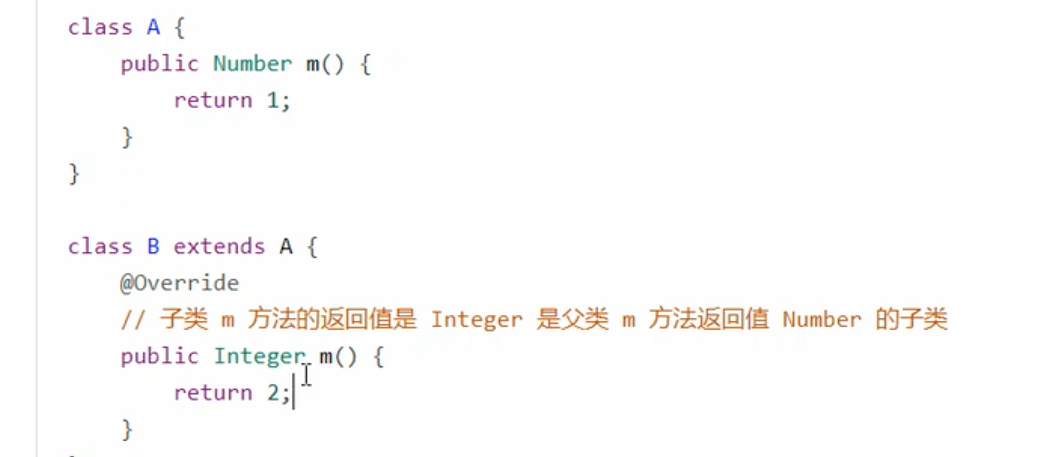 class A {
public Number m() {
return 1;
}
}
class B extends A {
@Override
// 子类 m 方法的返回值是 Integer 是父类 m 方法返回值 Number 的子类
public Integer m() {
return 2;
}